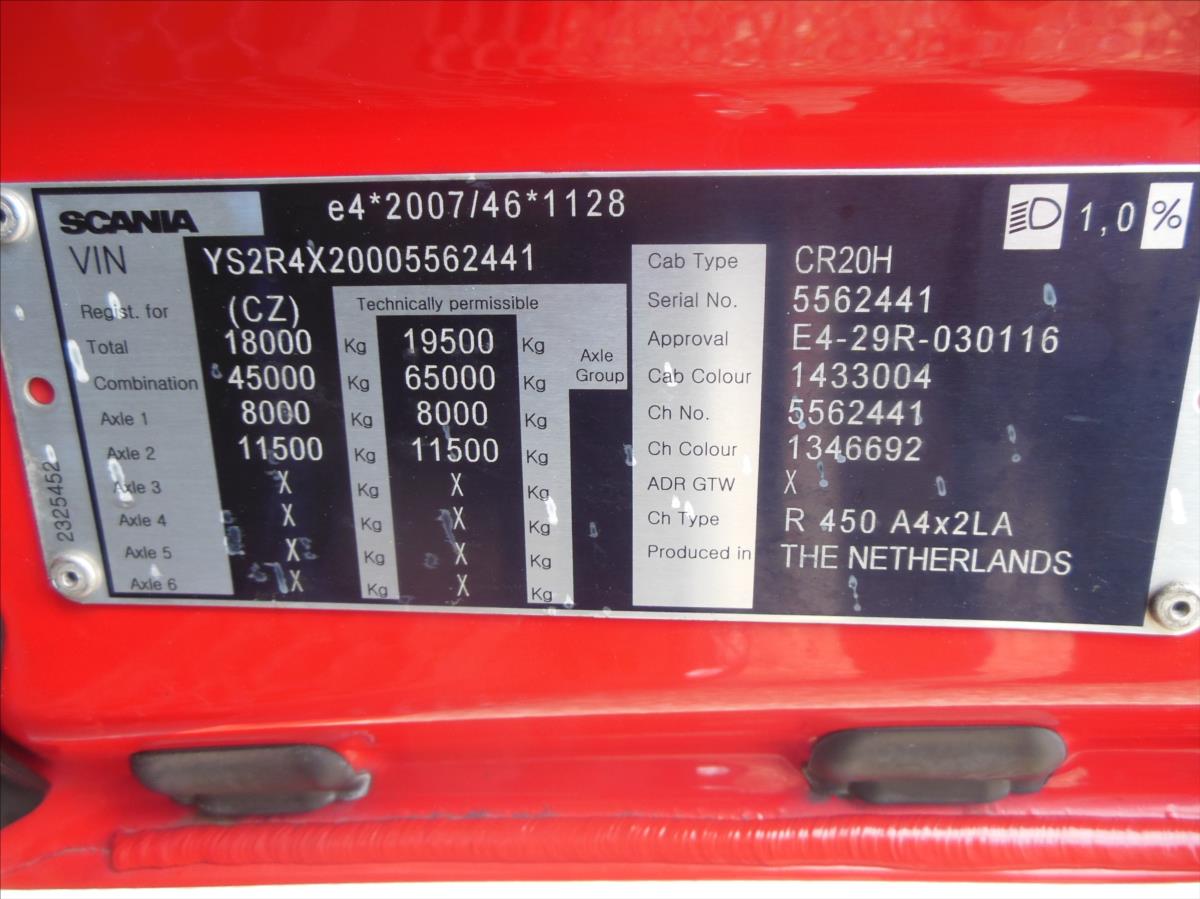 SCANIA e4*2007/46*1128 1,0 %
VIN YS2R4X20005562441
Regist. for (CZ) Technically permissible
Total 18000 Kg 19500 Kg Axle
Combination 45000 Kg 65000 Kg Group
Axle 1 8000 Kg 8000 Kg
Axle 2 11500 Kg 11500 Kg
Axle 3 X Kg X Kg
Axle 4 X Kg X Kg
Axle 5 X Kg X Kg
Axle 6 X Kg X Kg
Cab Type CR20H
Serial No. 5562441
Approval E4-29R-030116
Cab Colour 1433004
Ch No. 5562441
Ch Colour 1346692
ADR GTW X
Ch Type R 450 A4x2LA
Produced in THE NETHERLANDS
2325452